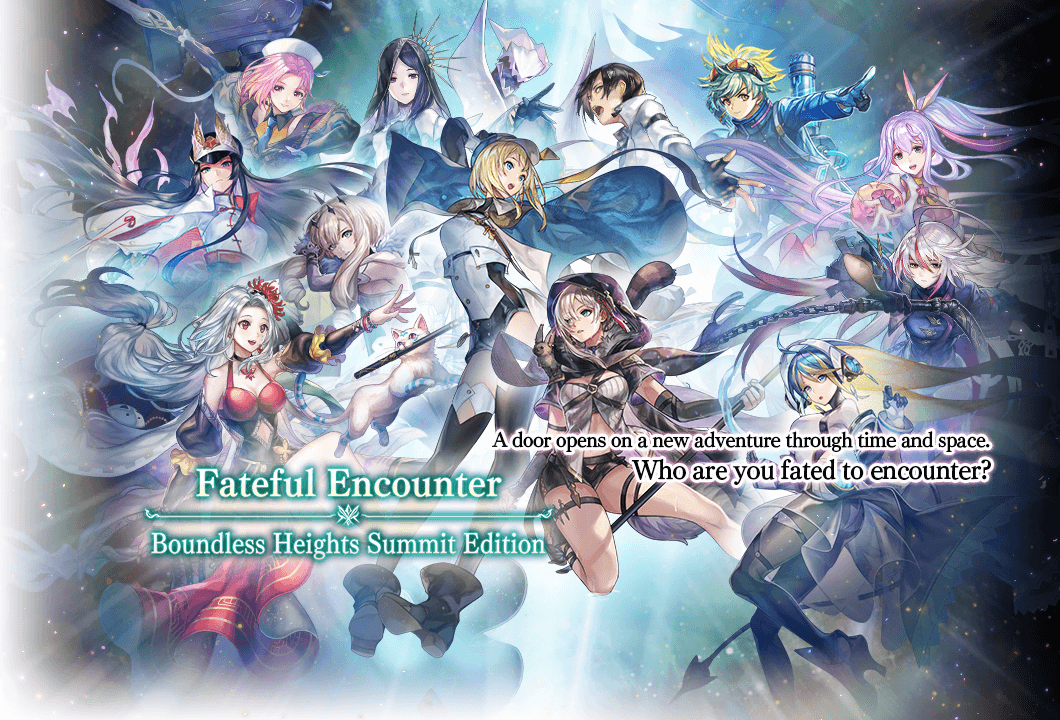 A door opens on a new adventure through time and space.
Who are you fated to encounter?
Fateful Encounter
Boundless Heights Summit Edition